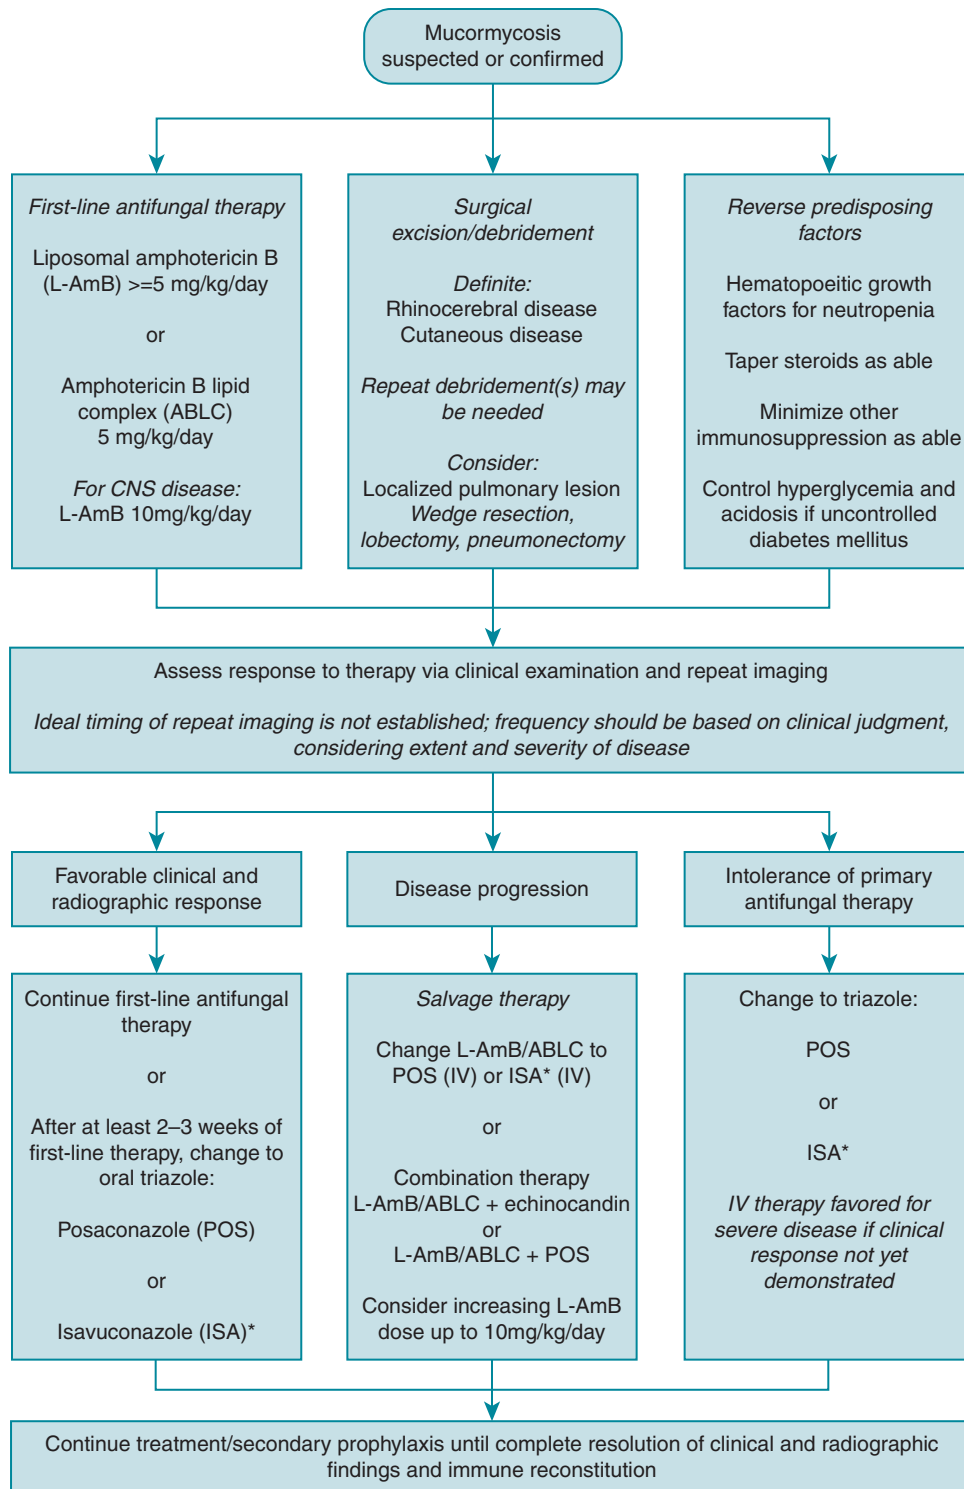 Mucormycosis
suspected or confirmed
First-line antifungal therapy
Liposomal amphotericin B
(L-AmB) >=5 mg/kg/day
or
Amphotericin B lipid
complex (ABLC)
5 mg/kg/day
For CNS disease:
L-AmB 10mg/kg/day
Surgical
excision/debridement
Definite:
Rhinocerebral disease
Cutaneous disease
Repeat debridement(s) may
be needed
Consider:
Localized pulmonary lesion
Wedge resection,
lobectomy, pneumonectomy
Reverse predisposing
factors
Hematopoeitic growth
factors for neutropenia
Taper steroids as able
Minimize other
immunosuppression as able
Control hyperglycemia and
acidosis if uncontrolled
diabetes mellitus
Assess response to therapy via clinical examination and repeat imaging
Ideal timing of repeat imaging is not established; frequency should be based on clinical judgment,
considering extent and severity of disease
Favorable clinical and
radiographic response
Disease progression
Intolerance of primary
antifungal therapy
Continue first-line antifungal
therapy
or
After at least 2–3 weeks of
first-line therapy, change to
oral triazole:
Posaconazole (POS)
or
Isavuconazole (ISA)*
Salvage therapy
Change L-AmB/ABLC to
POS (IV) or ISA* (IV)
or
Combination therapy
L-AmB/ABLC + echinocandin
or
L-AmB/ABLC + POS
Consider increasing L-AmB
dose up to 10mg/kg/day
Change to triazole:
POS
or
ISA*
IV therapy favored for
severe disease if clinical
response not yet
demonstrated
Continue treatment/secondary prophylaxis until complete resolution of clinical and radiographic
findings and immune reconstitution